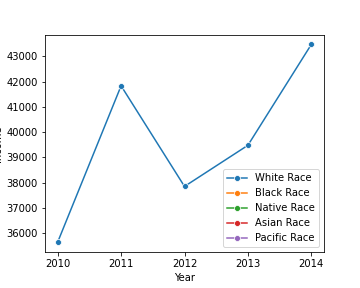 43000
42000
41000
40000
39000
38000
37000
36000
2010 2011 2012 2013 2014
Year
White Race
Black Race
Native Race
Asian Race
Pacific Race